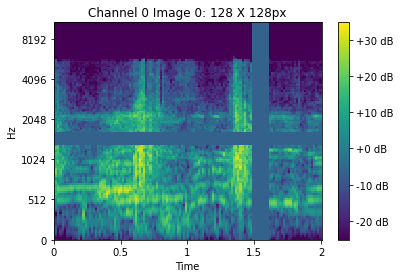 Channel 0 Image 0: 128 X 128px
8192
4096
2048
1024
512
0
Hz
0
0.5
1
1.5
2
Time
+30 dB
+20 dB
+10 dB
+0 dB
-10 dB
-20 dB